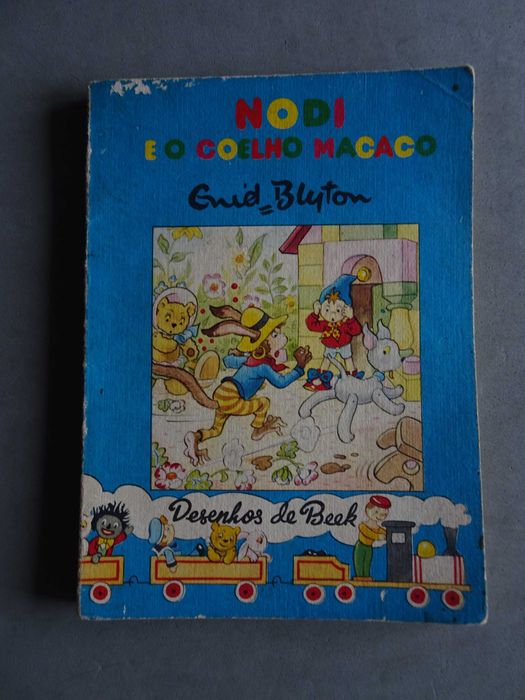 NODI
E O COELHO MACACO
Enid Blyton
Desenhos de Beek